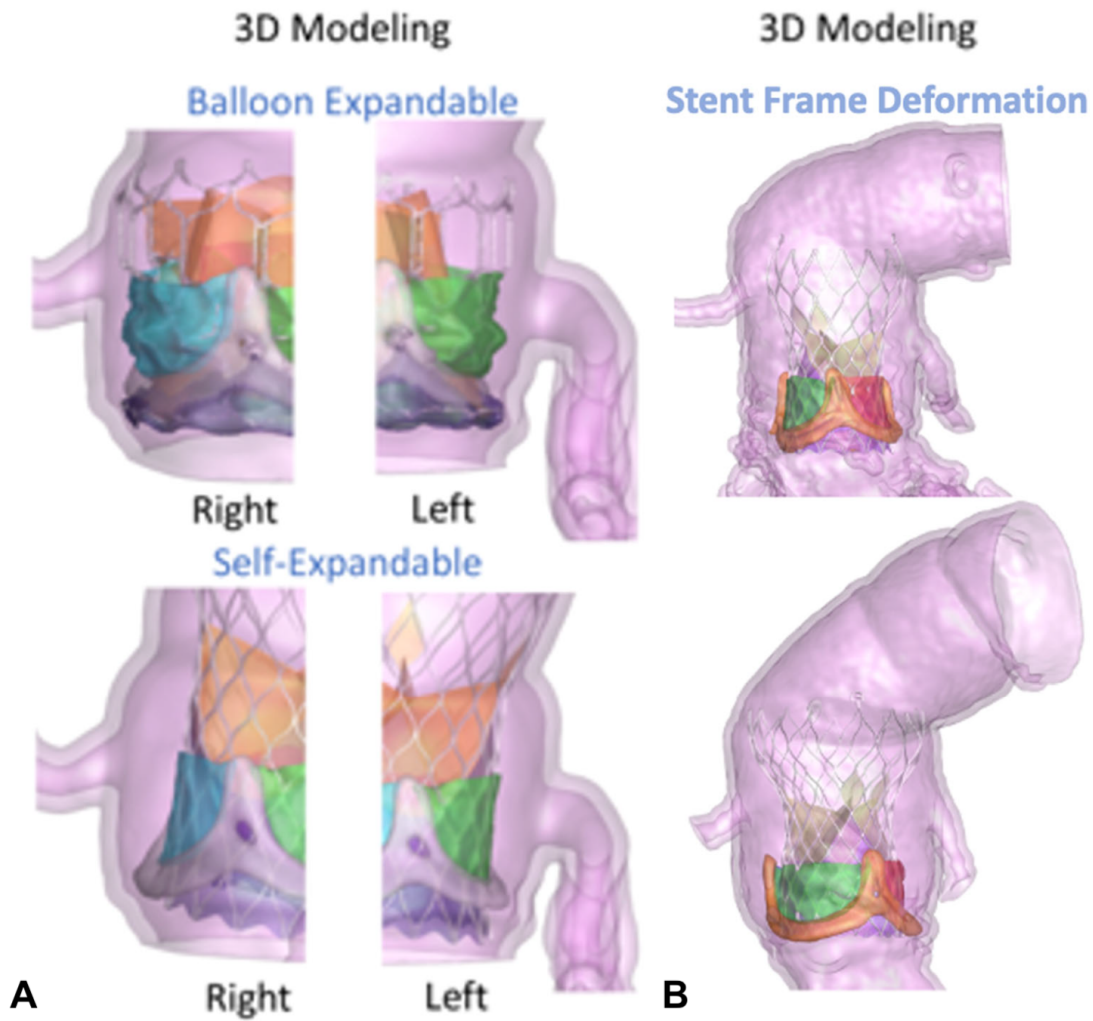 3D Modeling
Balloon Expandable
Right
Left
Self-Expandable
Right
Left
A
3D Modeling
Stent Frame Deformation
B